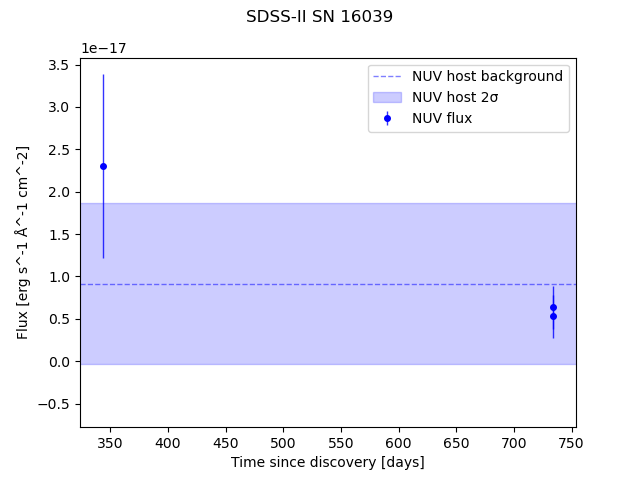 SDSS-II SN 16039
1e−17
NUV host background
NUV host 2σ
NUV flux
3.5
3.0
2.5
2.0
1.5
1.0
0.5
0.0
−0.5
Flux [erg s^-1 Å^-1 cm^-2]
350 400 450 500 550 600 650 700 750
Time since discovery [days]